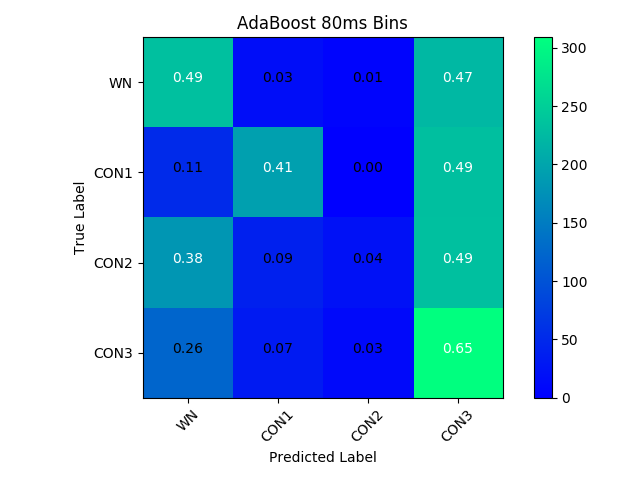 AdaBoost 80ms Bins
True Label
WN 0.49 0.03 0.01 0.47
CON1 0.11 0.41 0.00 0.49
CON2 0.38 0.09 0.04 0.49
CON3 0.26 0.07 0.03 0.65
WN CON1 CON2 CON3
Predicted Label
300
250
200
150
100
50
0